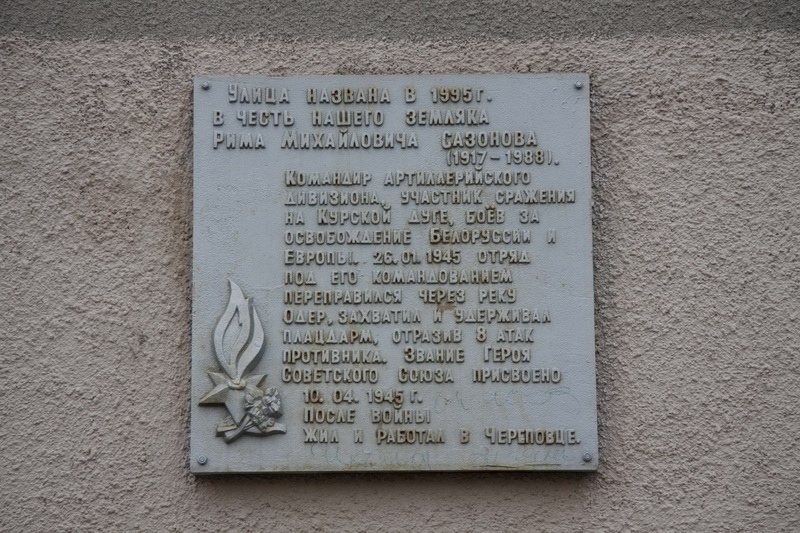 Улица названа в 1995г.
в честь нашего земляка
Рима Михайловича Сазонова
(1917-1988).
Командир артиллерийского
дивизиона, участник сражения
на Курской дуге, боёв за
освобождение Белоруссии и
Европы. 26.01.1945 отряд
под его командованием
переправился через реку
Одер, захватил и удерживал
плацдарм, отразив 8 атак
противника. Звание Героя
Советского Союза присвоено
10.04.1945г.
После войны
жил и работал в Череповце.